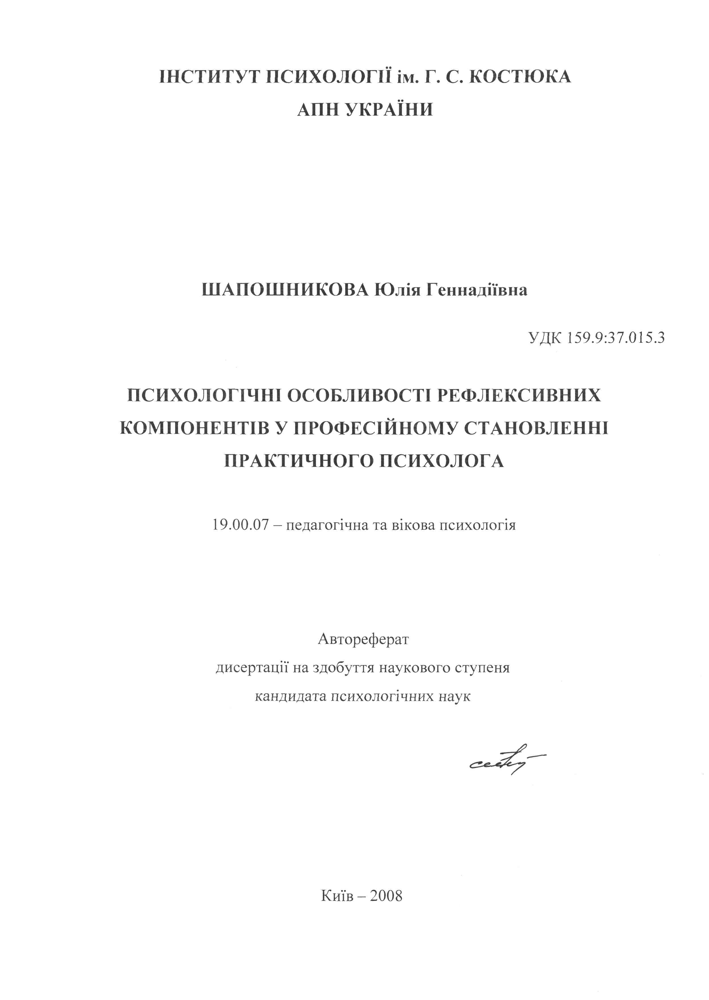 ІНСТИТУТ ПСИХОЛОГІЇ ім. Г. С. КОСТЮКА
АПН УКРАЇНИ
ШАПОШНИКОВА Юлія Геннадіївна
УДК 159.9:37.015.3
ПСИХОЛОГІЧНІ ОСОБЛИВОСТІ РЕФЛЕКСИВНИХ
КОМПОНЕНТІВ У ПРОФЕСІЙНОМУ СТАНОВЛЕННІ
ПРАКТИЧНОГО ПСИХОЛОГА
19.00.07 – педагогічна та вікова психологія
Автореферат
дисертації на здобуття наукового ступеня
кандидата психологічних наук
Київ – 2008